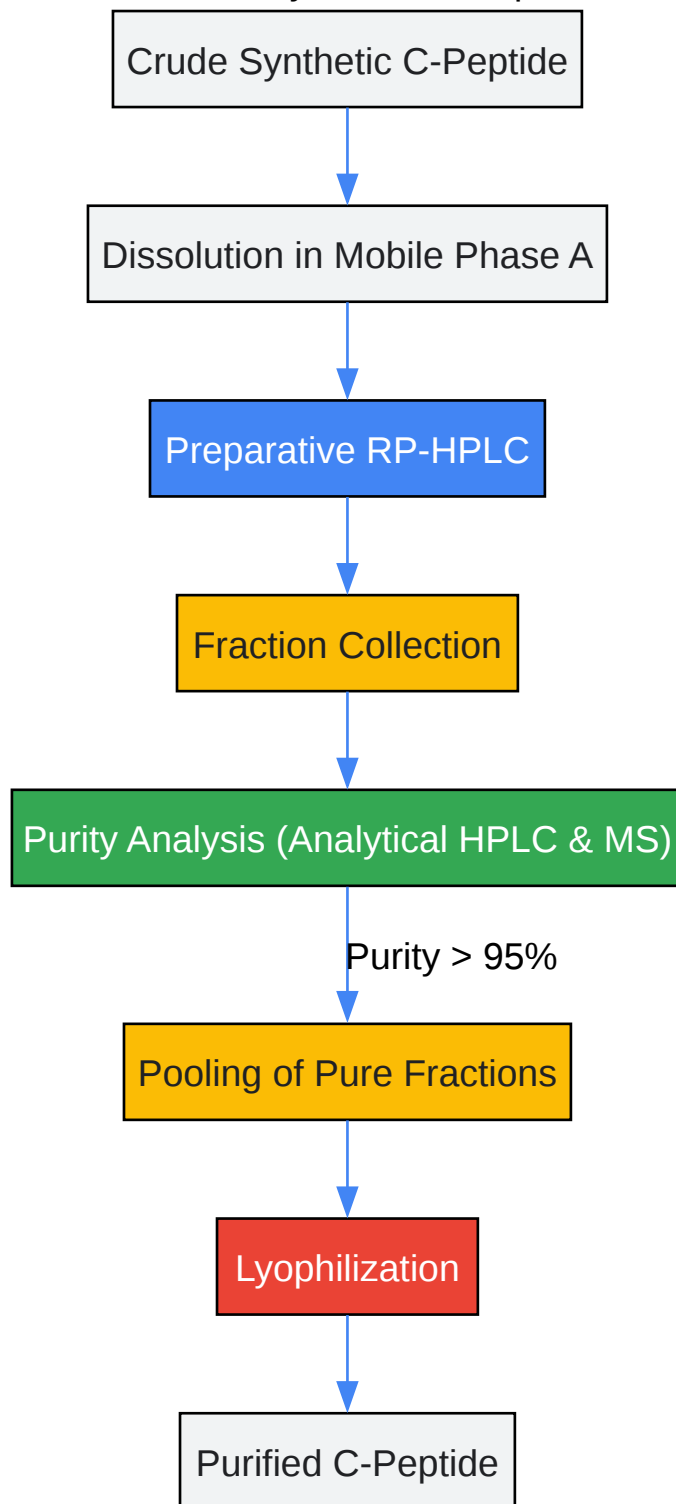 Crude Synthetic C-Peptide
Dissolution in Mobile Phase A
Preparative RP-HPLC
Fraction Collection
Purity Analysis (Analytical HPLC & MS)
Purity > 95%
Pooling of Pure Fractions
Lyophilization
Purified C-Peptide